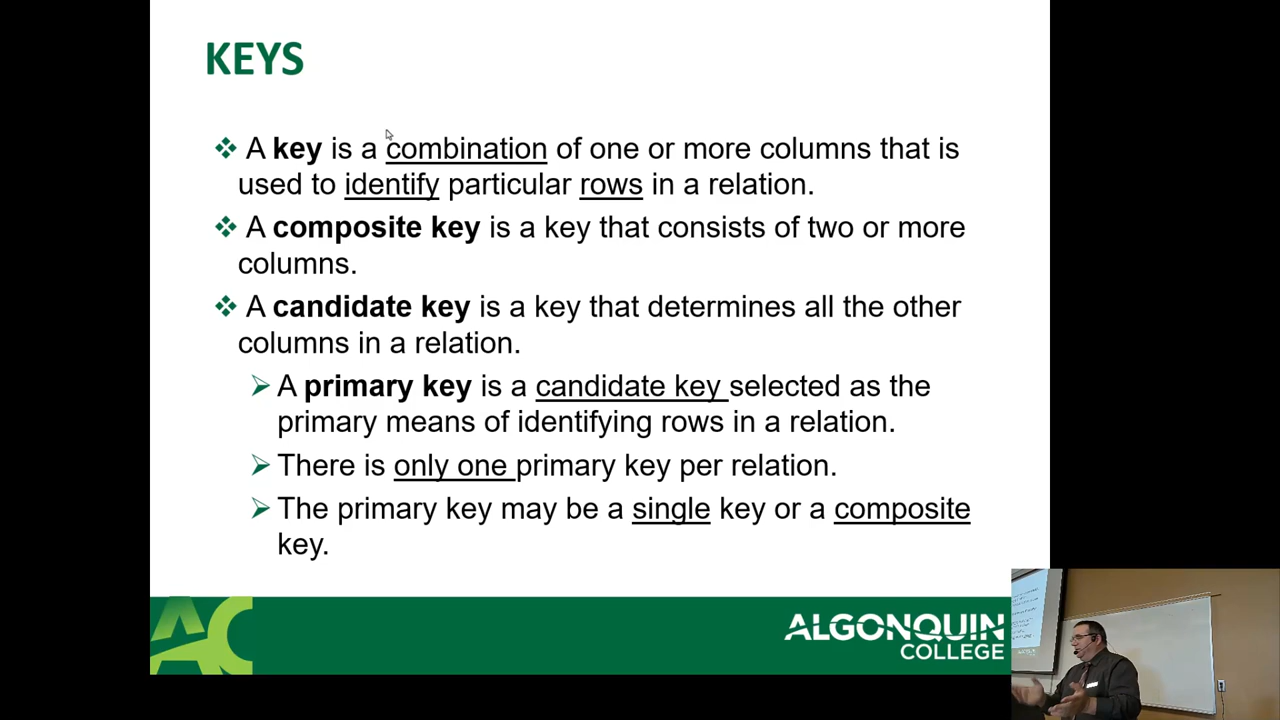 KEYS
❖ A key is a combination of one or more columns that is
used to identify particular rows in a relation.
❖ A composite key is a key that consists of two or more
columns.
❖ A candidate key is a key that determines all the other
columns in a relation.
➢ A primary key is a candidate key selected as the
primary means of identifying rows in a relation.
➢ There is only one primary key per relation.
➢ The primary key may be a single key or a composite
key.
AC
ALGONQUIN
COLLEGE